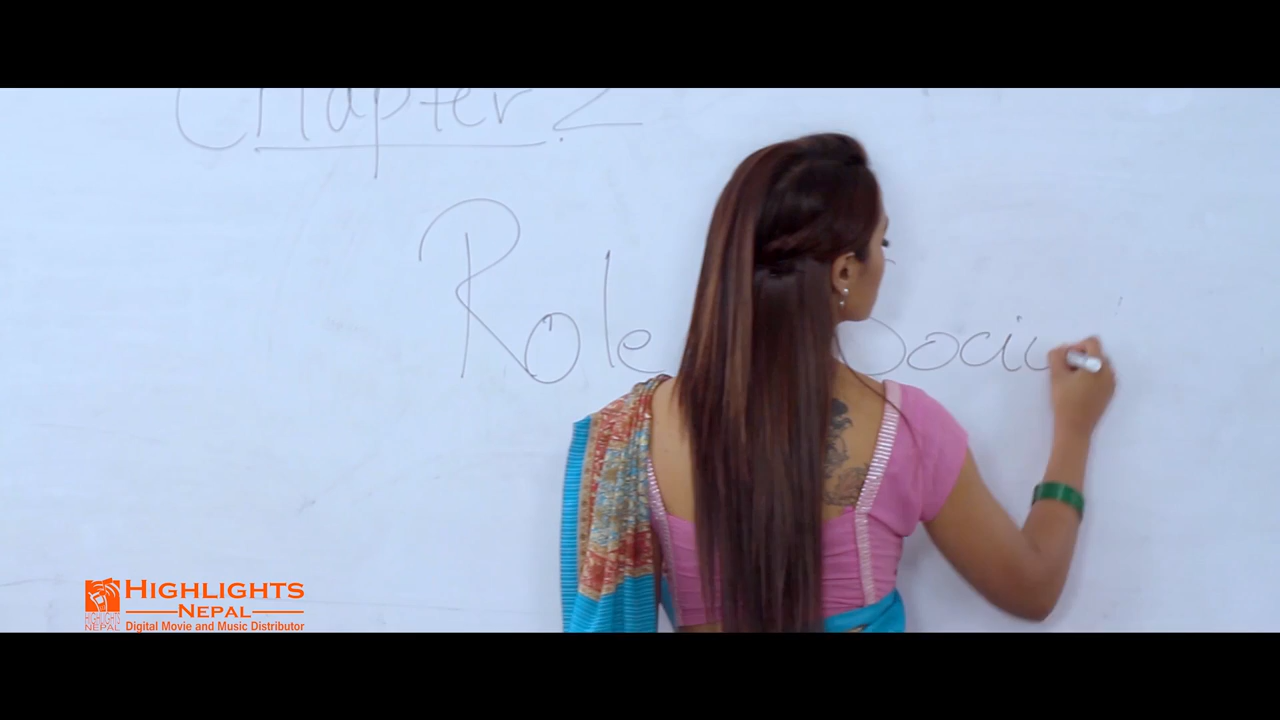 Chapter 2
Role
HIGHLIGHTS
NEPAL
Digital Movie and Music Distributor